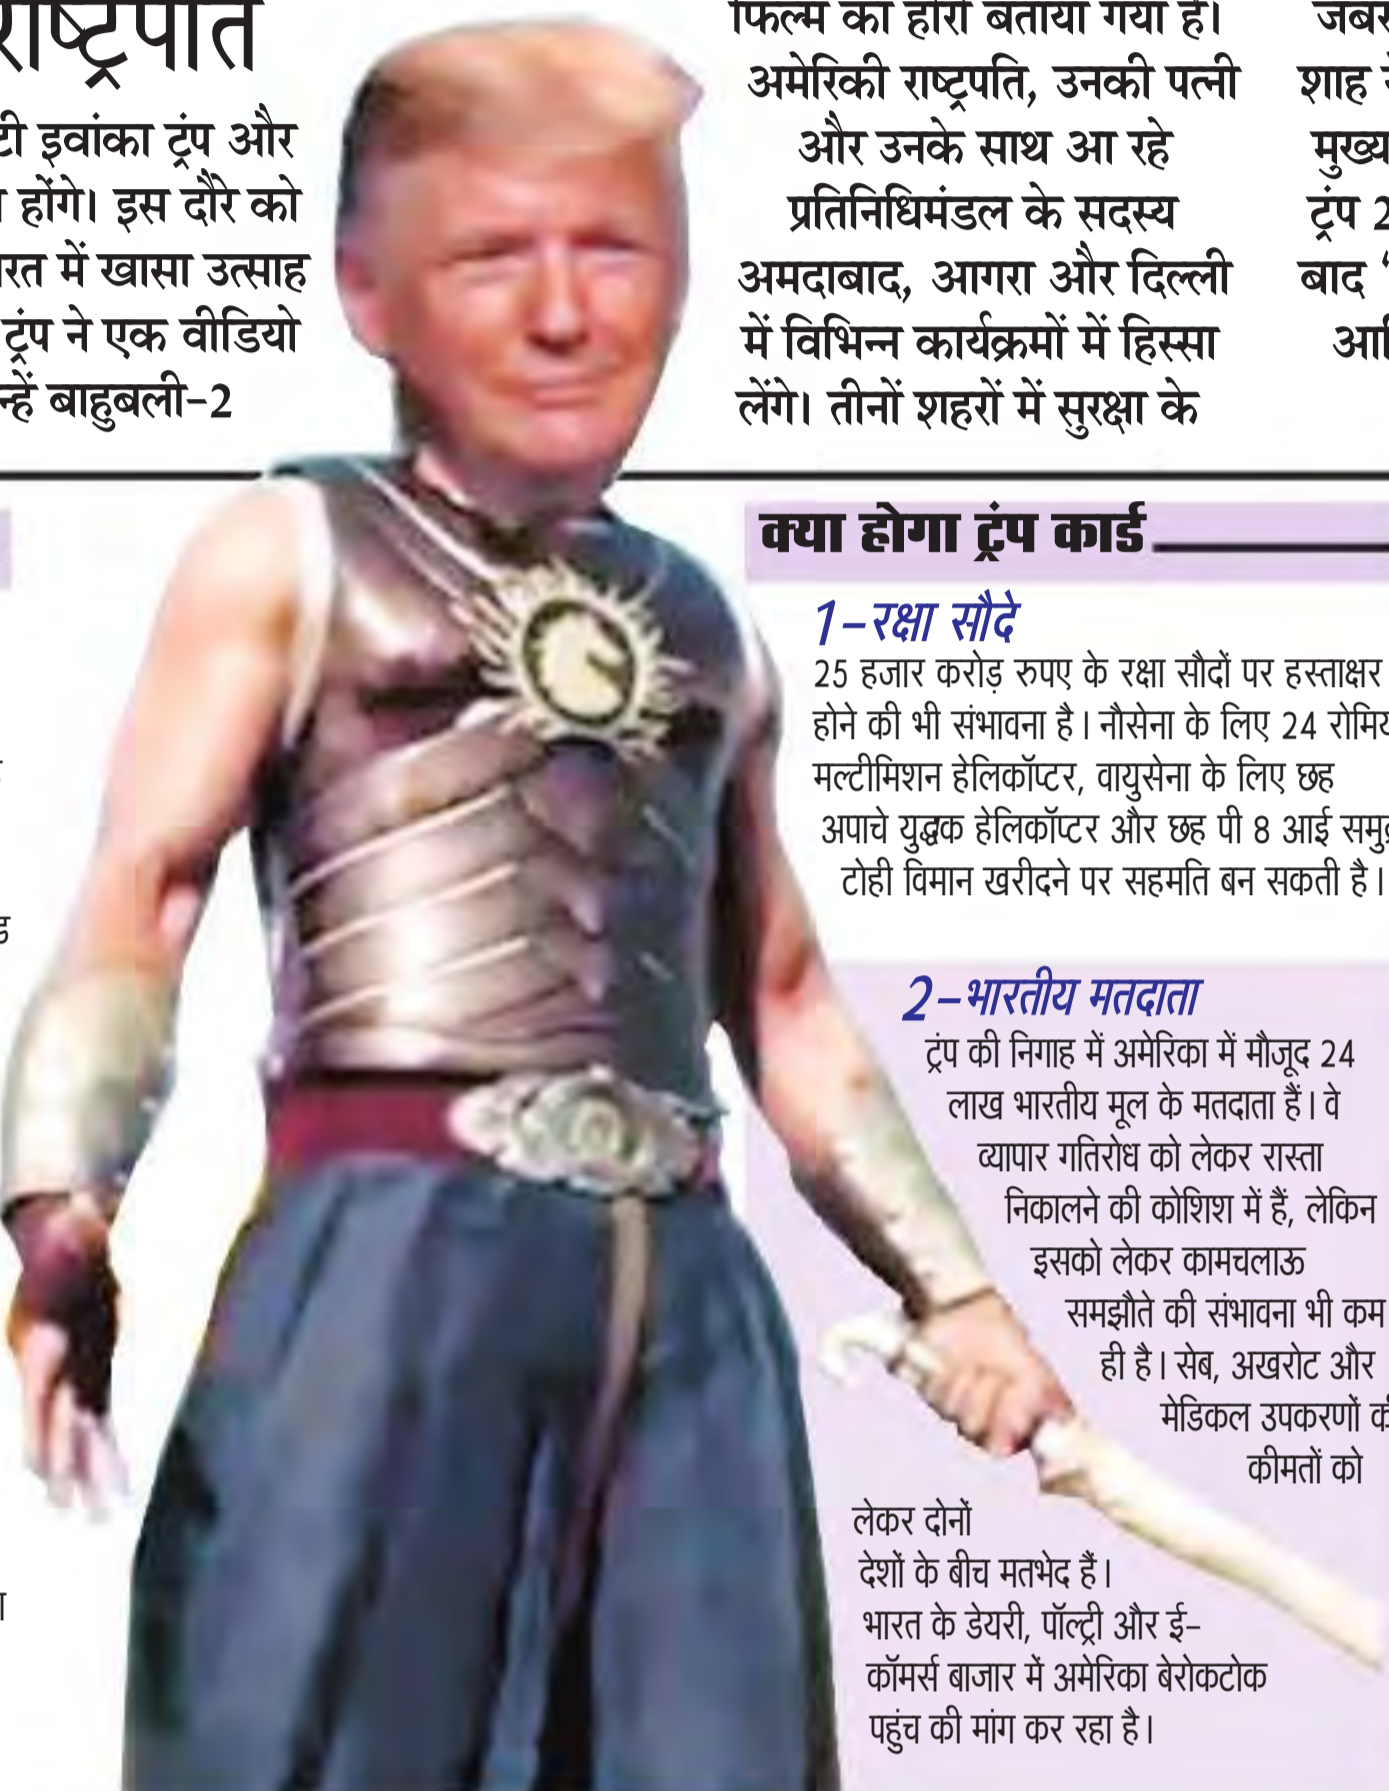 राष्ट्रपति
इवांका ट्रंप और
होंगे। इस दौरे को
में खासा उत्साह
ट्रंप ने एक वीडियो
बाहुबली-2
फिल्म का हीरो बताया गया है।
अमेरिकी राष्ट्रपति, उनकी पत्नी
और उनके साथ आ रहे
प्रतिनिधिमंडल के सदस्य
अमदाबाद, आगरा और दिल्ली
में विभिन्न कार्यक्रमों में हिस्सा
लेंगे। तीनों शहरों में सुरक्षा के
शाह
मुख्य
ट्रंप 2
बाद
क्या होगा ट्रंप कार्ड
1-रक्षा सौदे
25 हजार करोड़ रुपए के रक्षा सौदों पर हस्ताक्षर
होने की भी संभावना है। नौसेना के लिए 24
मल्टीमिशन हेलिकॉप्टर, वायुसेना के लिए छह
अपाचे युद्धक हेलिकॉप्टर और छह पी 8 आई
टोही विमान खरीदने पर सहमति बन सकती है।
2-भारतीय मतदाता
ट्रंप की निगाह में अमेरिका में मौजूद 24
लाख भारतीय मूल के मतदाता हैं। वे
व्यापार गतिरोध को लेकर रास्ता
निकालने की कोशिश में हैं, लेकिन
इसको लेकर कामचलाऊ
समझौते की संभावना भी कम
ही है। सेब, अखरोट और
मेडिकल उपकरणों
कीमतों को
लेकर दोनों
देशों के बीच मतभेद हैं।
भारत के डेयरी, पॉल्ट्री और ई-
कॉमर्स बाजार में अमेरिका बेरोकटोक
पहुंच की मांग कर रहा है।